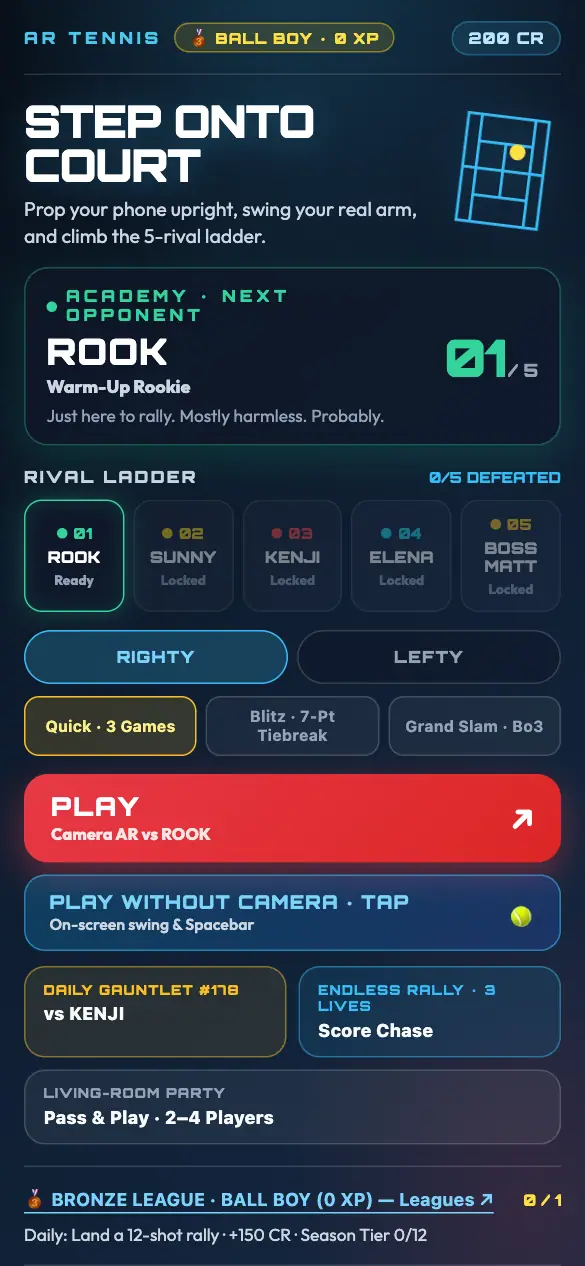 AR TENNIS
BALL BOY · 0 XP
200 CR
STEP ONTO
COURT
Prop your phone upright, swing your real arm,
and climb the 5-rival ladder.
ACADEMY · NEXT
OPPONENT
ROOK
Warm-Up Rookie
Just here to rally. Mostly harmless. Probably.
01/5
RIVAL LADDER
0/5 DEFEATED
01
ROOK
Ready
02
SUNNY
Locked
03
KENJI
Locked
04
ELENA
Locked
05
BOSS
MATT
Locked
RIGHTY
LEFTY
Quick · 3 Games
Blitz · 7-Pt
Tiebreak
Grand Slam · Bo3
PLAY
Camera AR vs ROOK
PLAY WITHOUT CAMERA · TAP
On-screen swing & Spacebar
DAILY GAUNTLET #178
vs KENJI
ENDLESS RALLY · 3
LIVES
Score Chase
LIVING-ROOM PARTY
Pass & Play · 2–4 Players
BRONZE LEAGUE · BALL BOY (0 XP) — Leagues ↗
0/1
Daily: Land a 12-shot rally · +150 CR · Season Tier 0/12